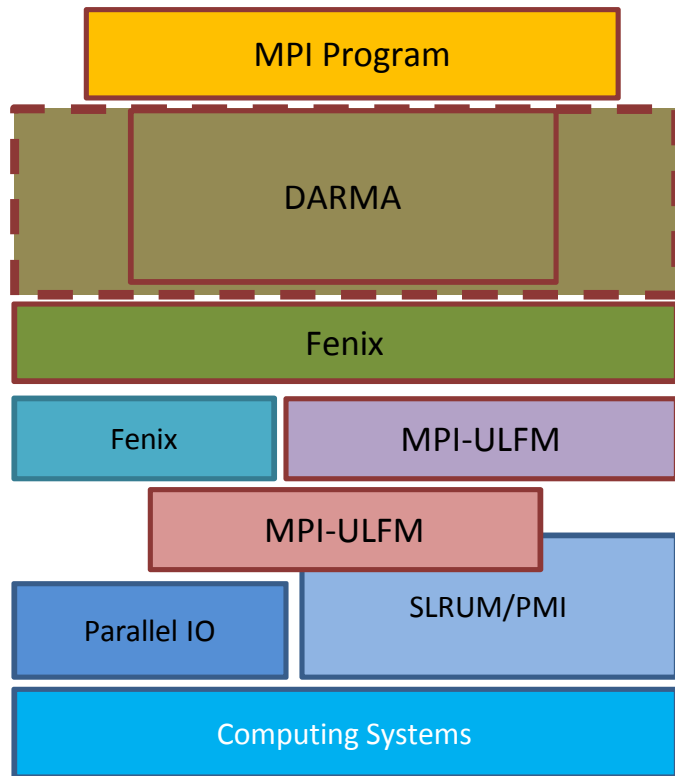 MPI Program
DARMA
Fenix
Fenix
MPI-ULFM
MPI-ULFM
SLRUM/PMI
Parallel IO
Computing Systems